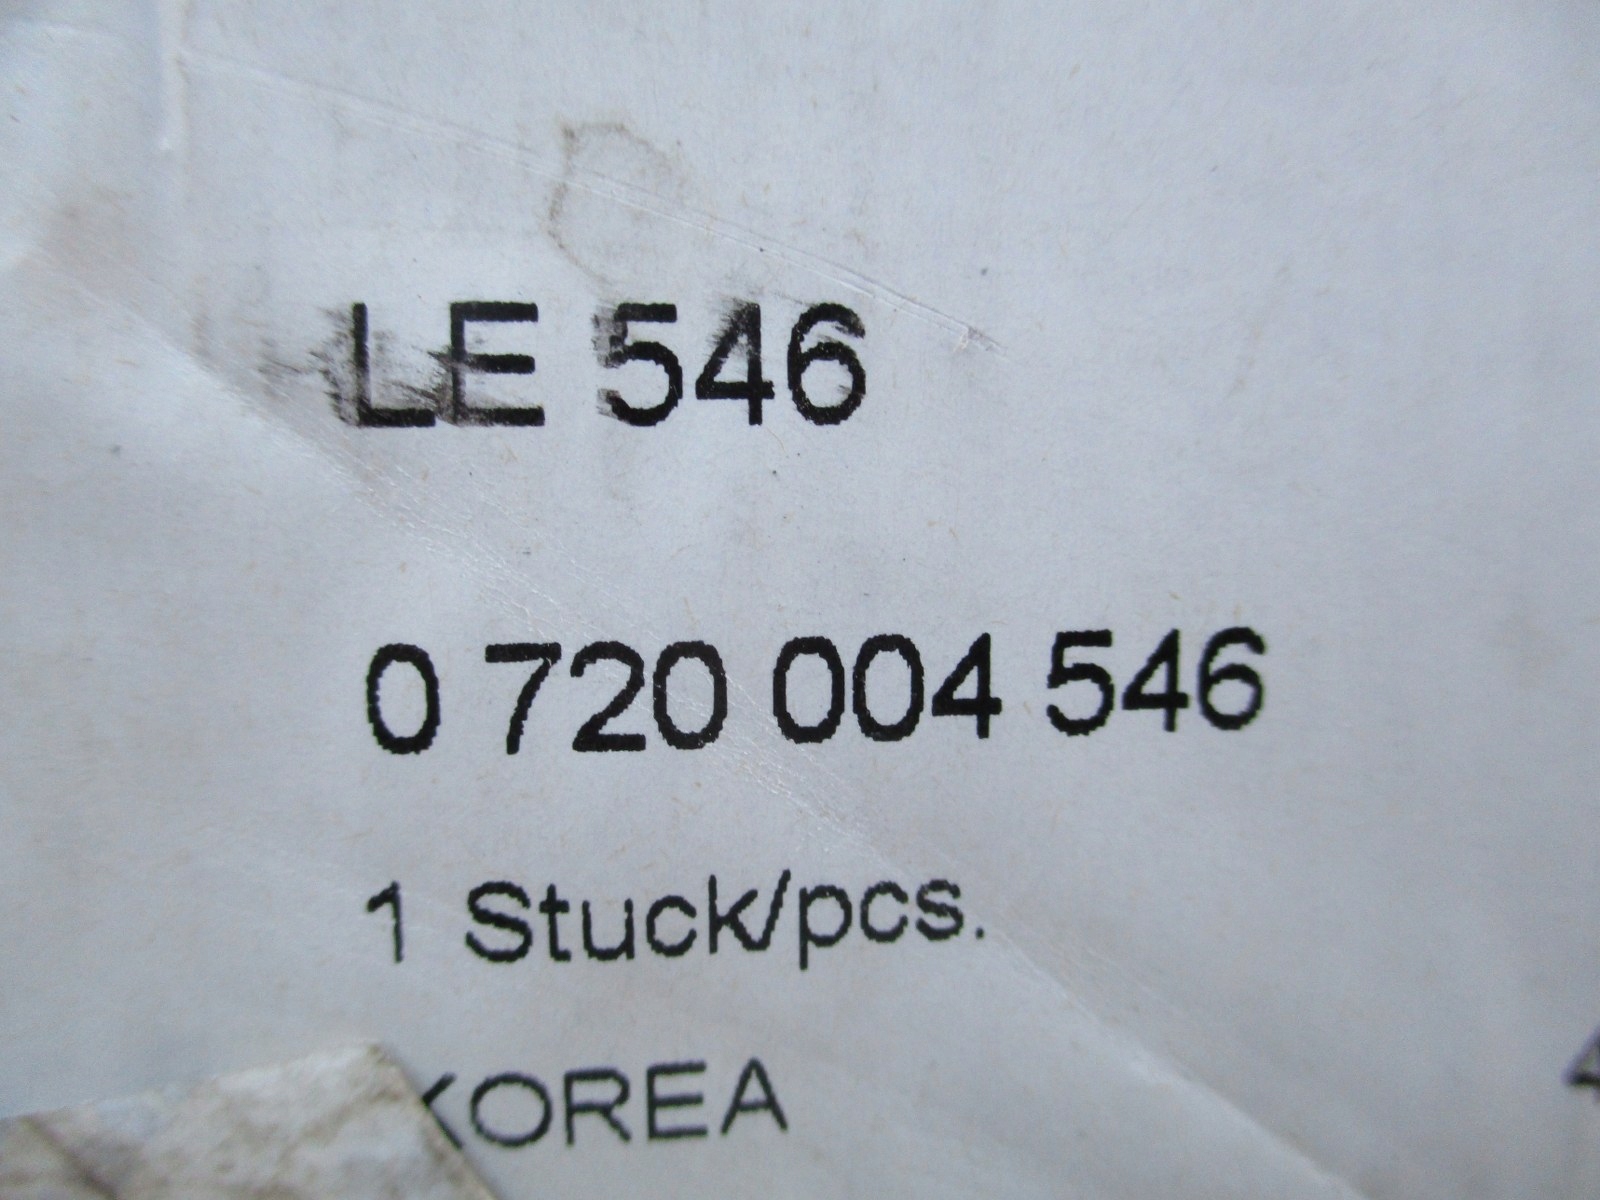 LE 546
0 720 004 546
1 Stuck/pcs.
KOREA